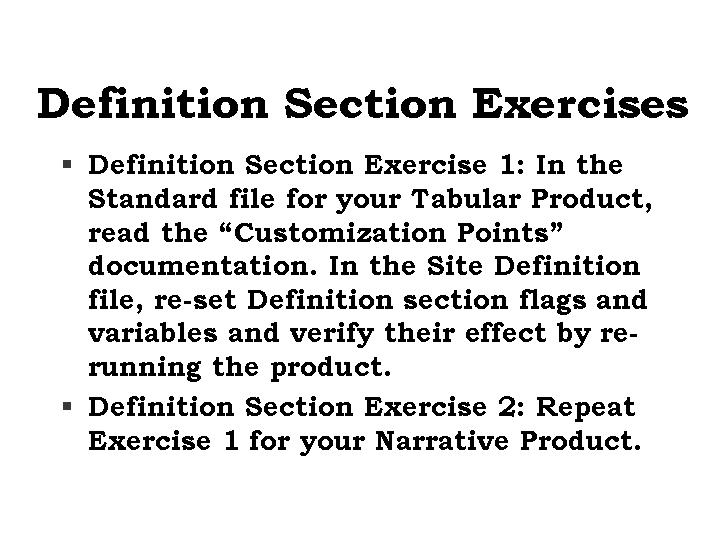 Definition Section Exercises
▪ Definition Section Exercise 1: In the
Standard file for your Tabular Product,
read the “Customization Points”
documentation. In the Site Definition
file, re-set Definition section flags and
variables and verify their effect by re-
running the product.
▪ Definition Section Exercise 2: Repeat
Exercise 1 for your Narrative Product.